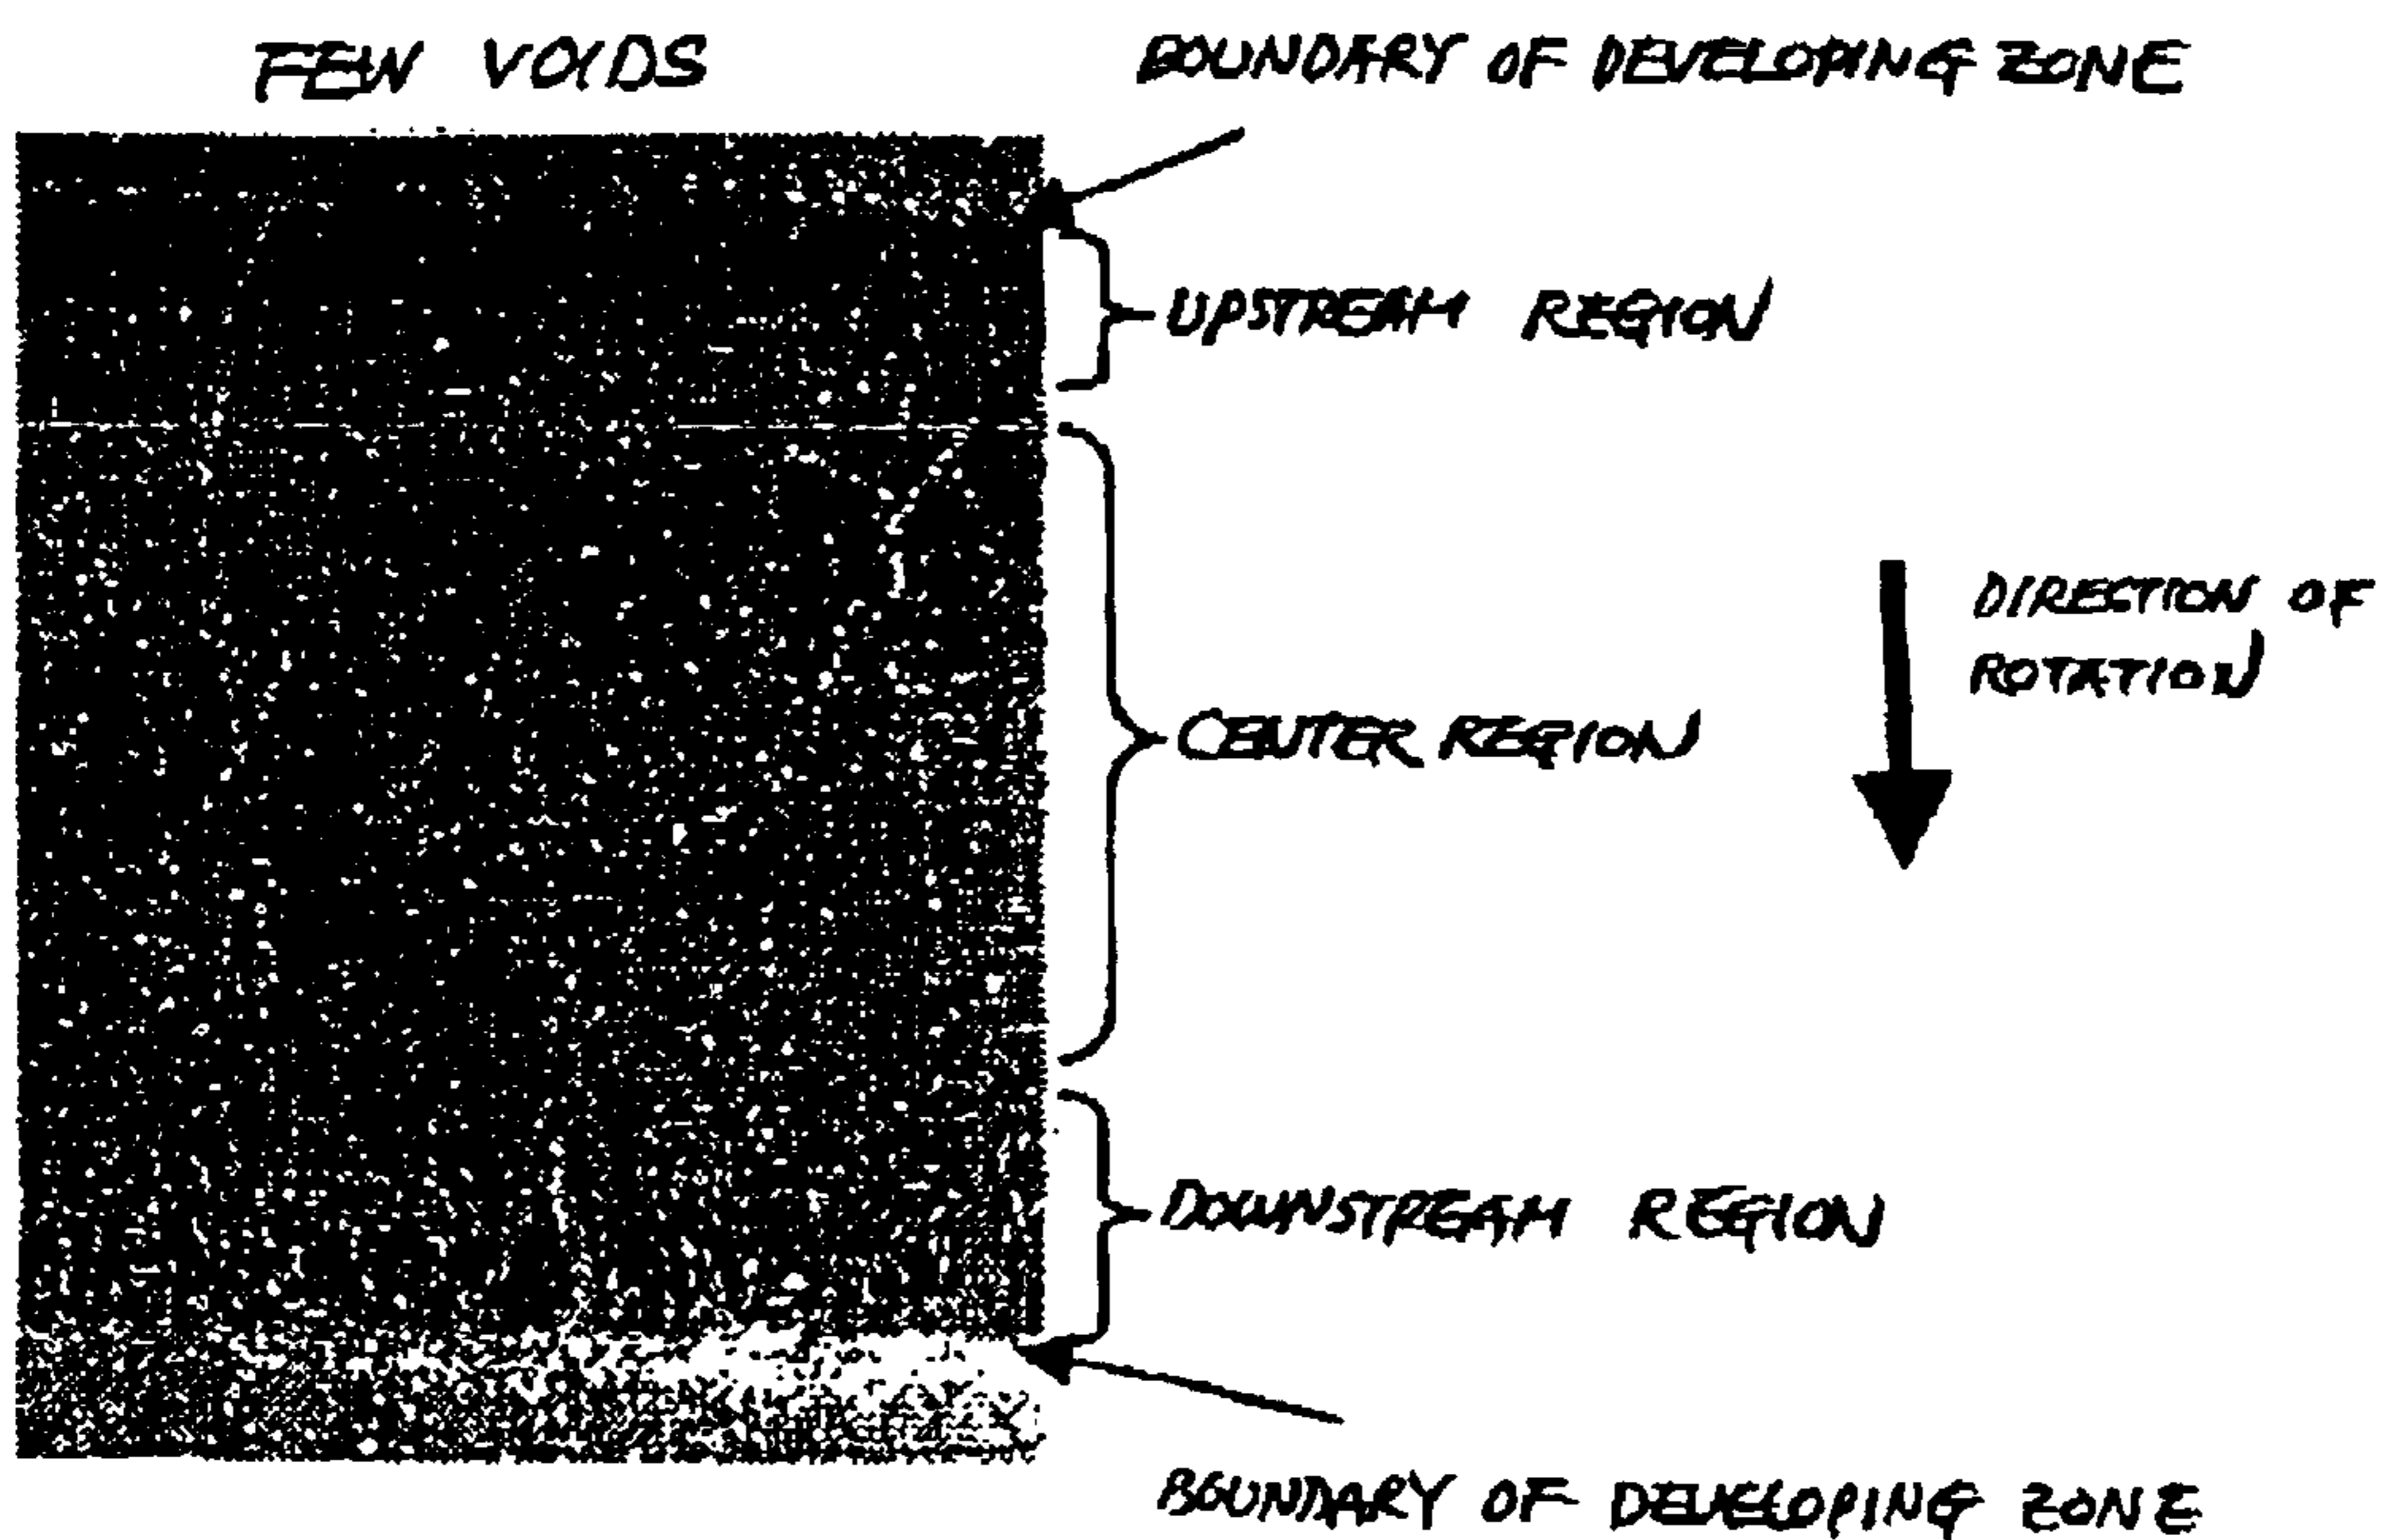 FEW VOIDS
BOUNDARY OF DEVELOPING ZONE
UPSTREAM REGION
CENTER REGION
DIRECTION OF
ROTATION
DOWNSTREAM REGION
BOUNDARY OF DEVELOPING ZONE